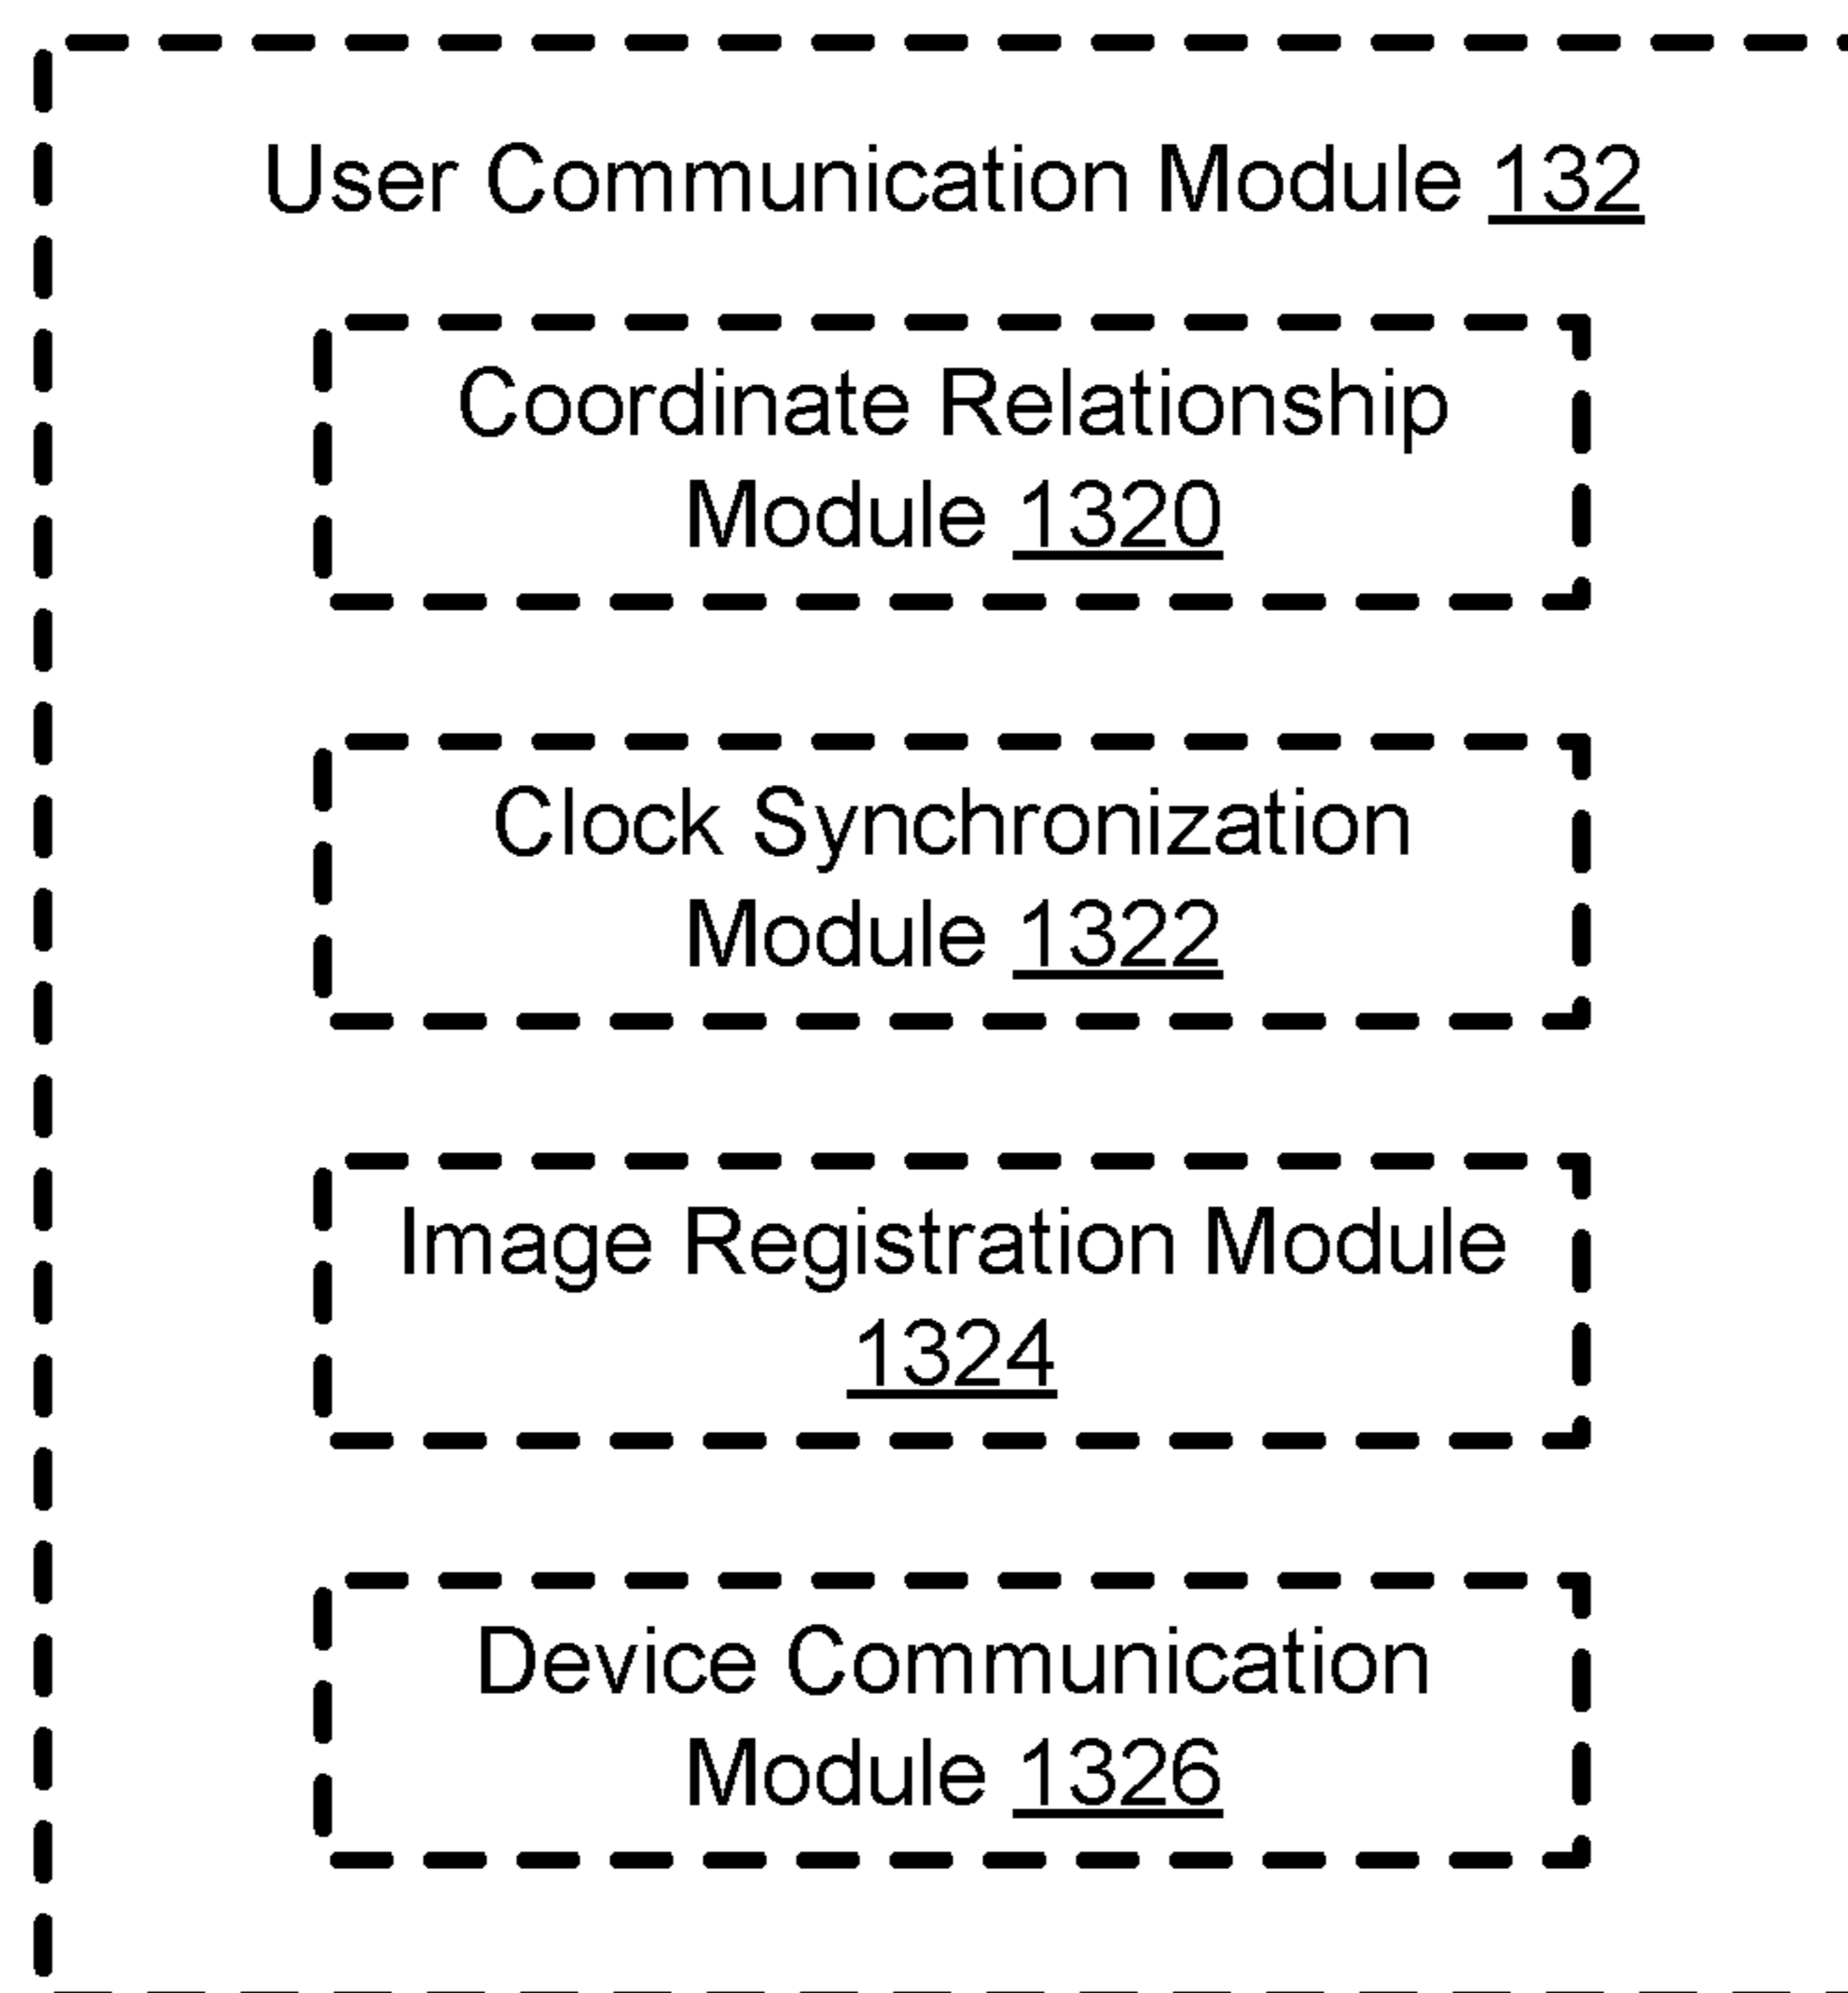 User Communication Module 132
Coordinate Relationship
Module 1320
Clock Synchronization
Module 1322
Image Registration Module
1324
Device Communication
Module 1326